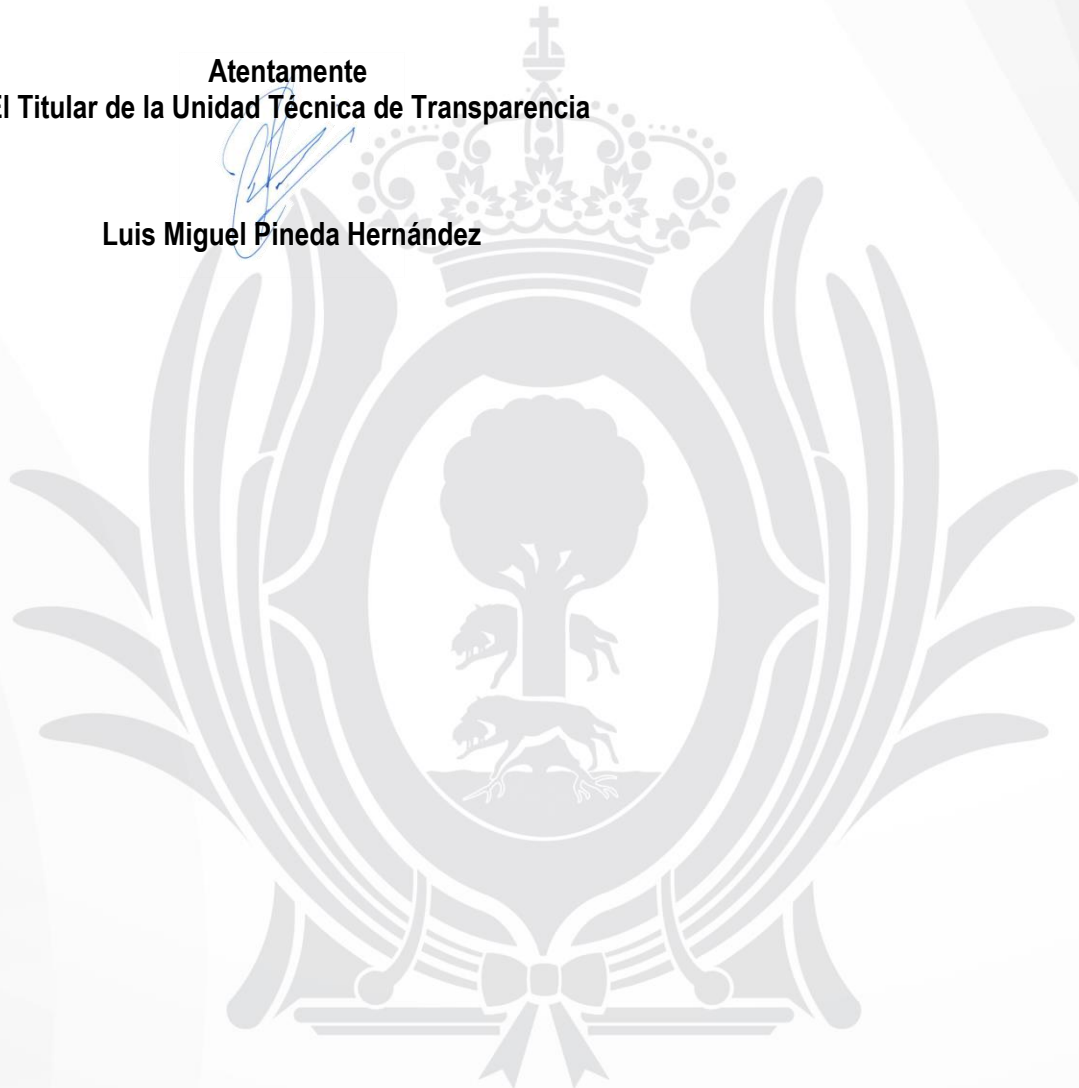 Atentamente
El Titular de la Unidad Técnica de Transparencia
Luis Miguel Pineda Hernández